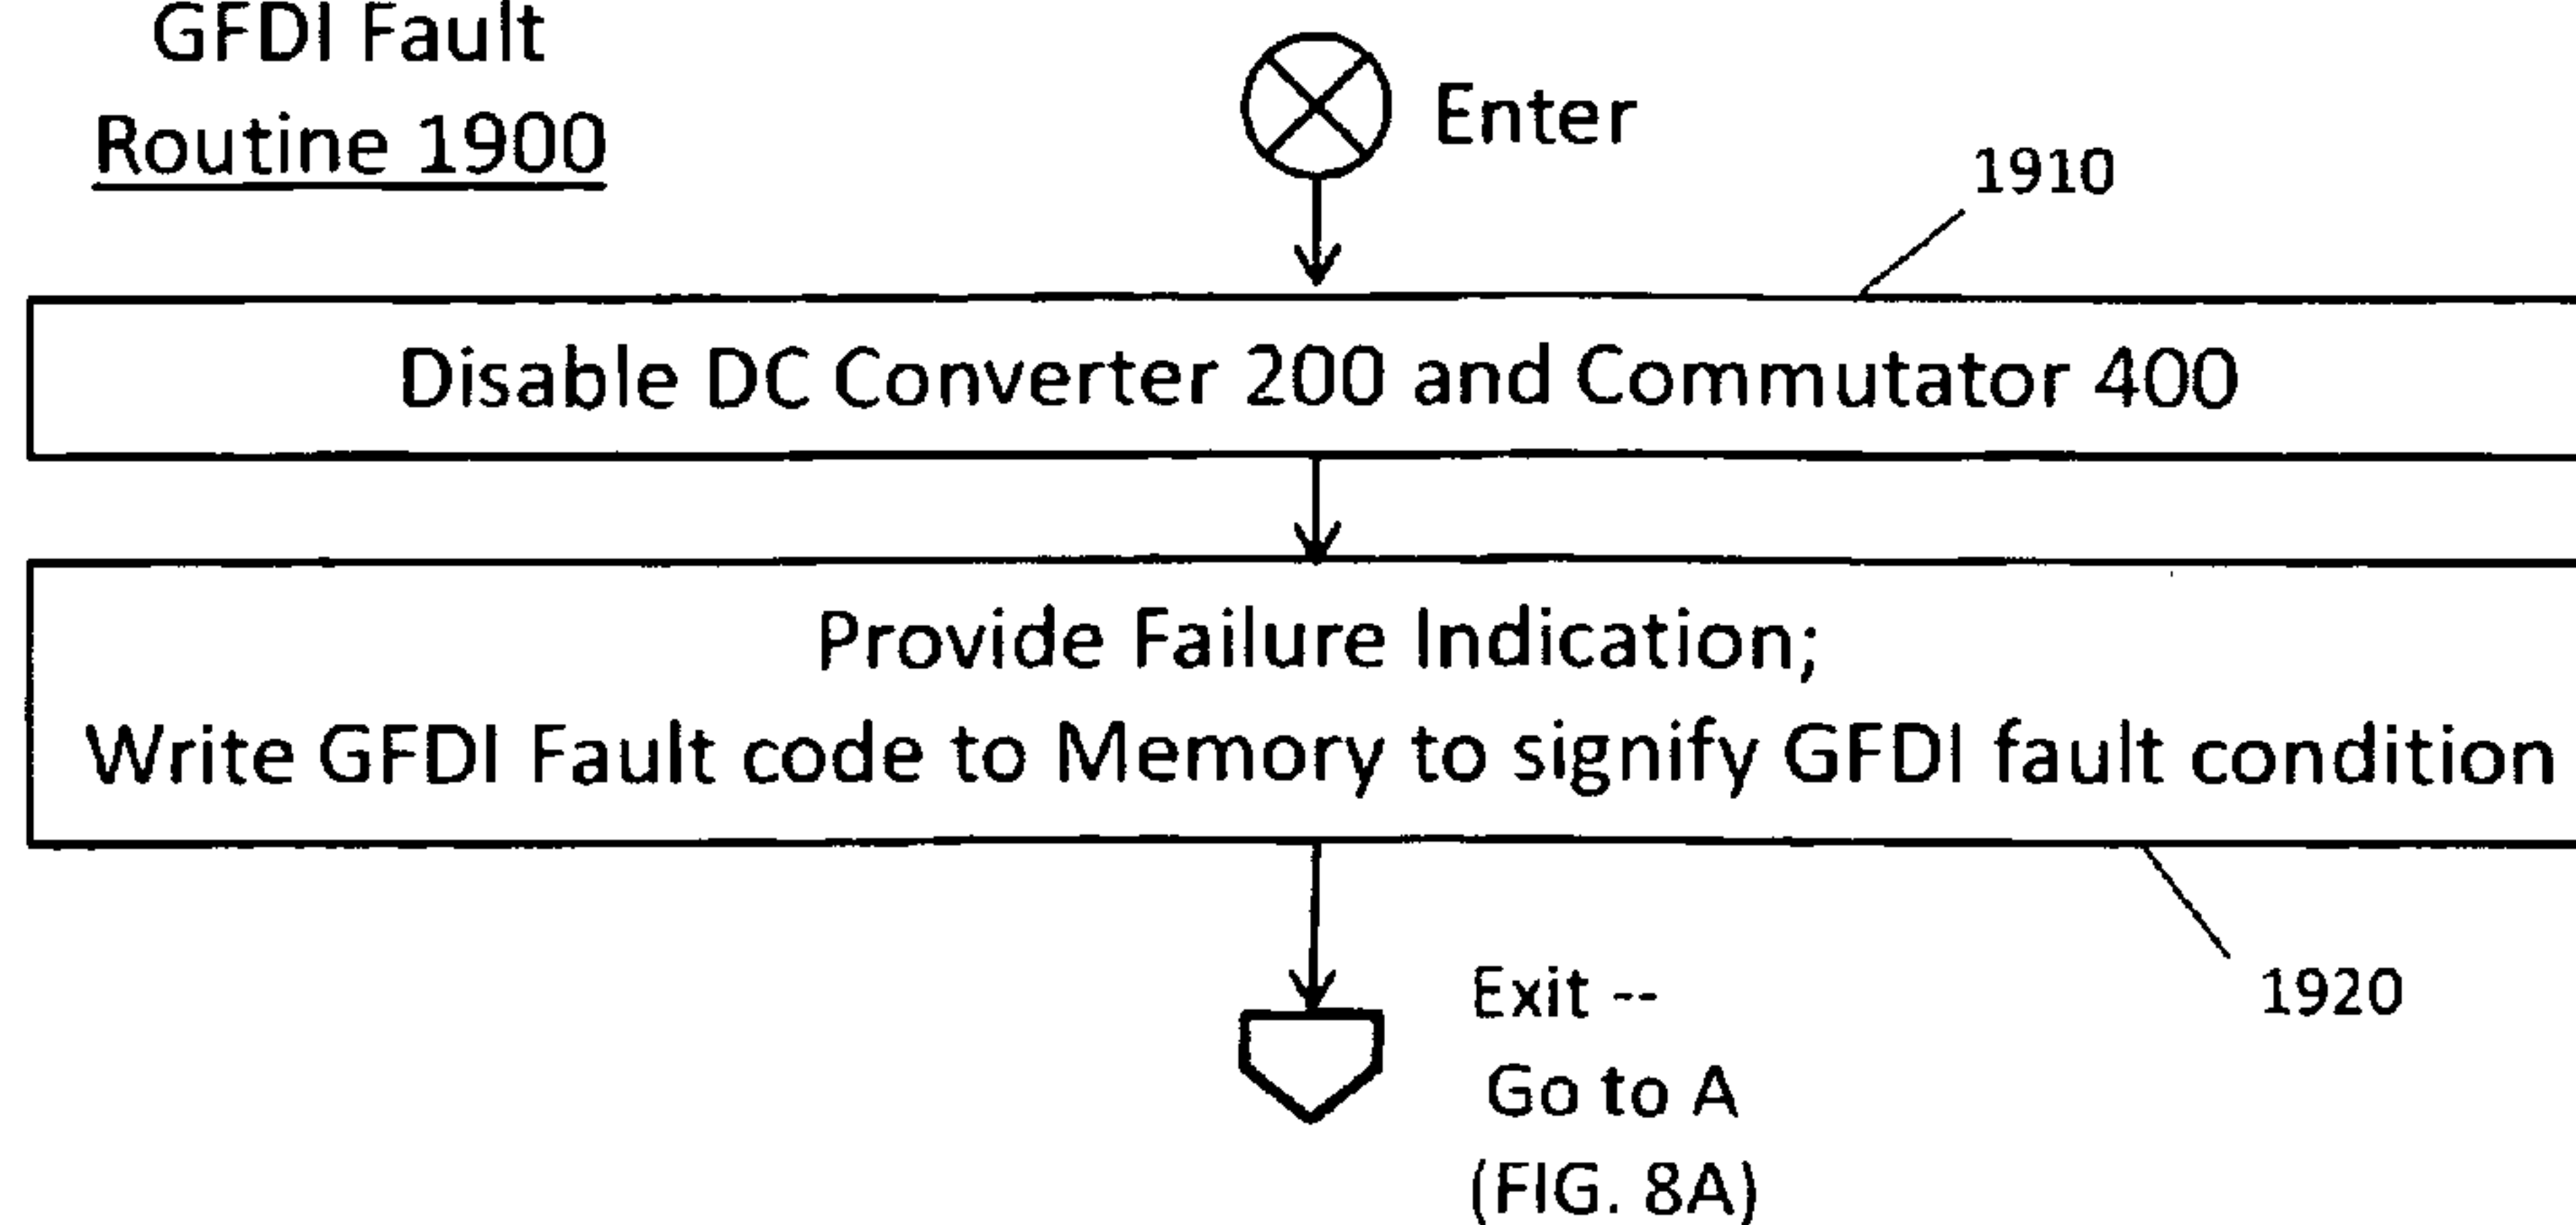 GFDI Fault
Routine 1900
Enter
1910
Disable DC Converter 200 and Commutator 400
Provide Failure Indication;
Write GFDI Fault code to Memory to signify GFDI fault condition
1920
Exit --
Go to A
(FIG. 8A)